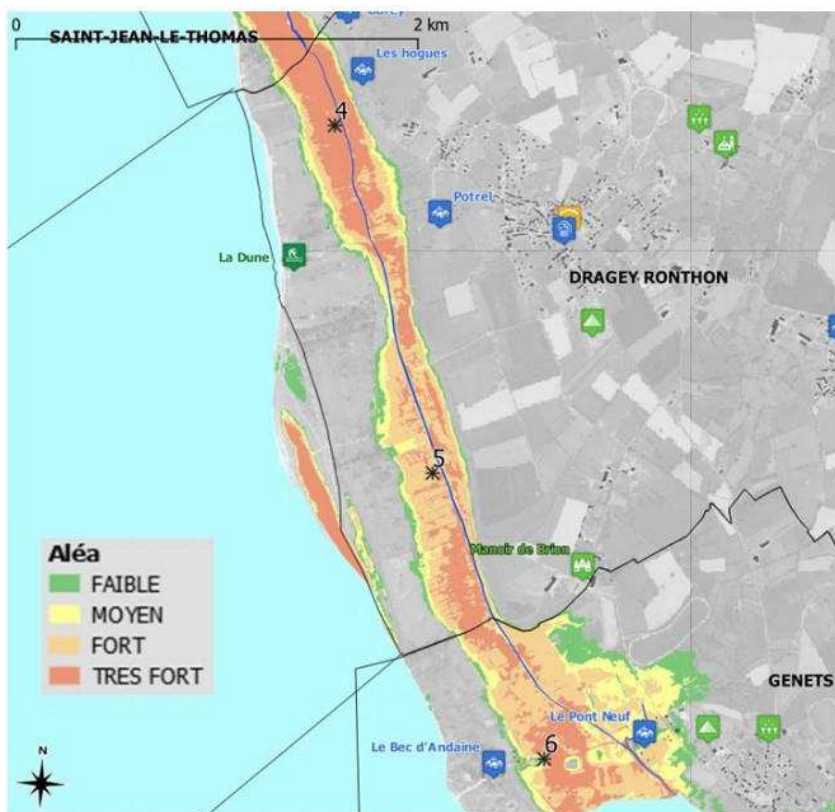 0
2 km
SAINT-JEAN-LE-THOMAS
Les hogues
4
Potrel
La Dune
DRAGEY RONTHON
5
Manoir de Brion
Aléa
FAIBLE
MOYEN
FORT
TRES FORT
GENETS
Le Pont Neuf
Le Bec d'Andaine
6
N